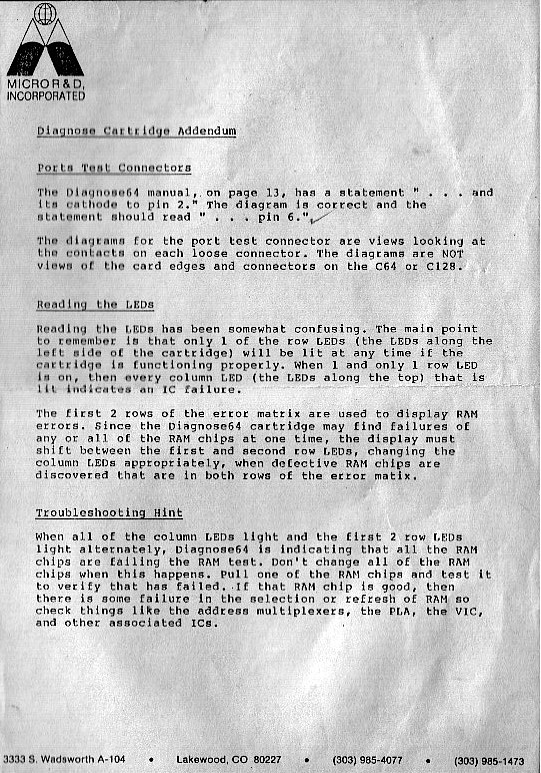 MICRO R & D,
INCORPORATED
Diagnose Cartridge Addendum
Ports Test Connectors
The Diagnose64 manual, on page 13, has a statement " . . . and
its cathode to pin 2." The diagram is correct and the
statement should read " . . . pin 6."
The diagrams for the port test connector are views looking at
the contacts on each loose connector. The diagrams are NOT
views of the card edges and connectors on the C64 or C128.
Reading the LEDs
Reading the LEDs has been somewhat confusing. The main point
to remember is that only 1 of the row LEDs (the LEDs along the
left side of the cartridge) will be lit at any time if the
cartridge is functioning properly. When 1 and only 1 row LED
is on, then every column LED (the LEDs along the top) that is
lit indicates an IC failure.
The first 2 rows of the error matrix are used to display RAM
errors. Since the Diagnose64 cartridge may find failures of
any or all of the RAM chips at one time, the display must
shift between the first and second row LEDs, changing the
column LEDs appropriately, when defective RAM chips are
discovered that are in both rows of the error matix.
Troubleshooting Hint
When all of the column LEDs light and the first 2 row LEDs
light alternately, Diagnose64 is indicating that all the RAM
chips are failing the RAM test. Don't change all of the RAM
chips when this happens. Pull one of the RAM chips and test it
to verify that has failed. If that RAM chip is good, then
there is some failure in the selection or refresh of RAM so
check things like the address multiplexers, the PLA, the VIC,
and other associated ICs.
3333 S. Wadsworth A-104 • Lakewood, CO 80227 • (303) 985-4077 • (303) 985-1473